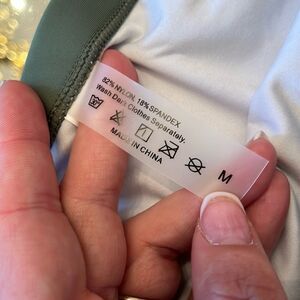 82% NYLON, 18% SPANDEX
Wash Dark Clothes Separately.
MADE IN CHINA
M